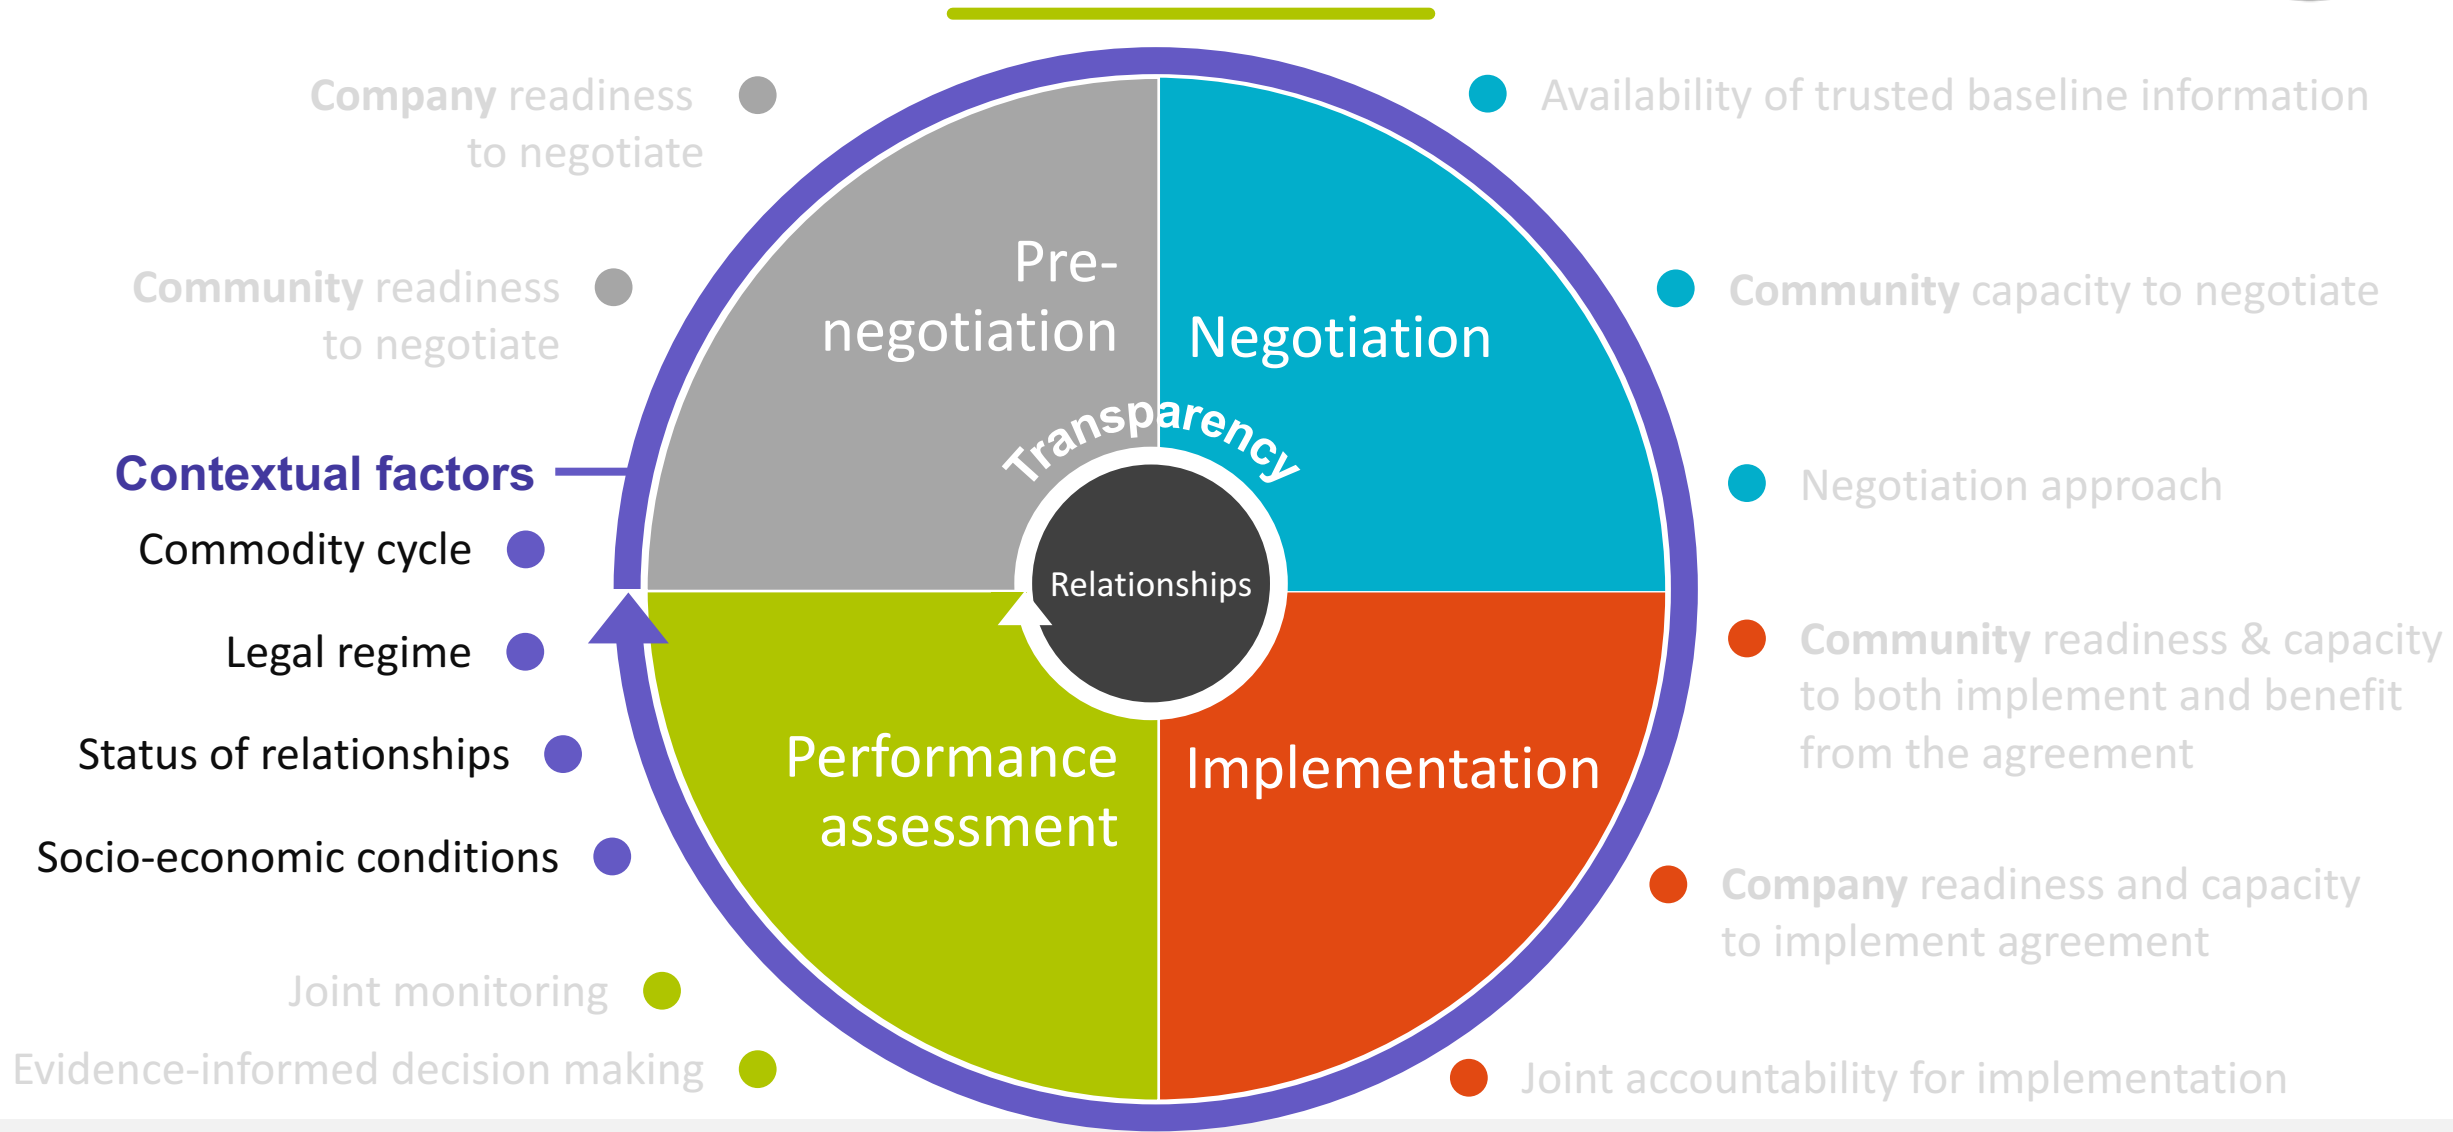 Company readiness
to negotiate
Community readiness
to negotiate
Contextual factors
Commodity cycle
Legal regime
Status of relationships
Socio-economic conditions
Joint monitoring
Evidence-informed decision making
Pre-
negotiation
Negotiation
Transparency
Relationships
Performance
assessment
Implementation
Availability of trusted baseline information
Community capacity to negotiate
Negotiation approach
Community readiness & capacity
to both implement and benefit
from the agreement
Company readiness and capacity
to implement agreement
Joint accountability for implementation